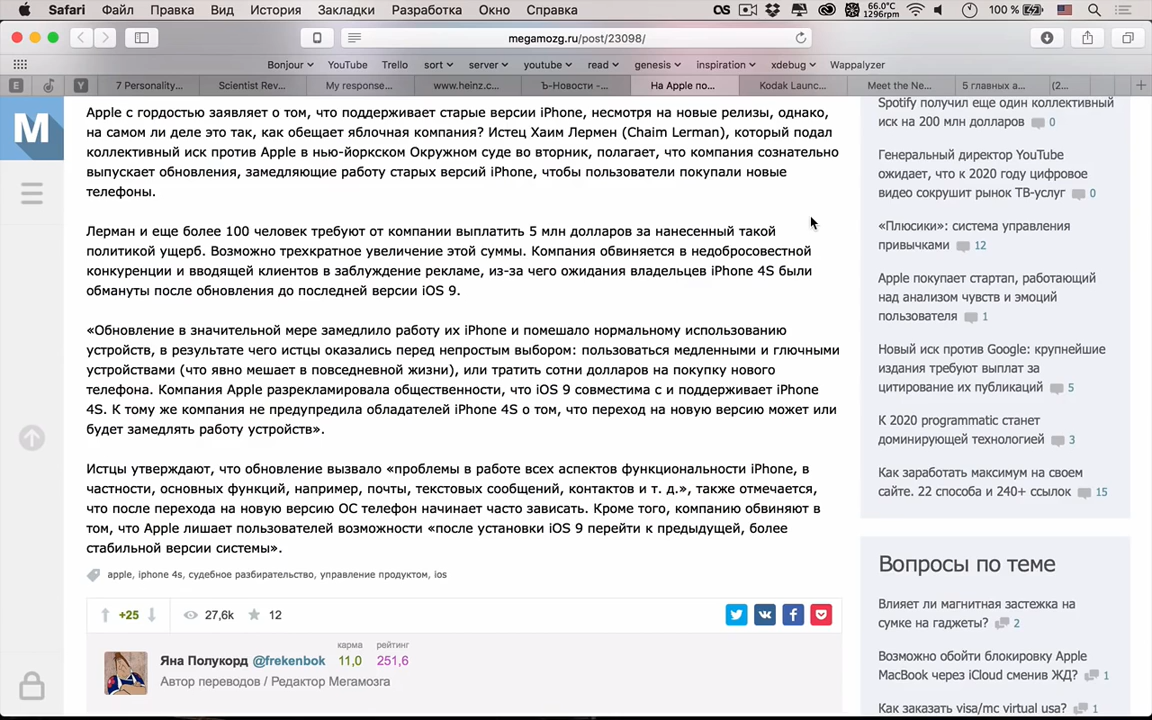 Safari Файл Правка Вид История Закладки Разработка Окно Справка
66.0°C
1296rpm
100 %
megamozg.ru/post/23098/
Bonjour YouTube Trello sort server youtube read genesis inspiration xdebug Wappalyzer
E Y 7 Personality... Scientist Rev... My response... www.heinz.c... Ъ-Новости -... На Apple по... Kodak Launc... Meet the Ne... 5 главных а... (2...
M
Apple с гордостью заявляет о том, что поддерживает старые версии iPhone, несмотря на новые релизы, однако,
на самом ли деле это так, как обещает яблочная компания? Истец Хаим Лермен (Chaim Lerman), который подал
коллективный иск против Apple в нью-йоркском Окружном суде во вторник, полагает, что компания сознательно
выпускает обновления, замедляющие работу старых версий iPhone, чтобы пользователи покупали новые
телефоны.
Лерман и еще более 100 человек требуют от компании выплатить 5 млн долларов за нанесенный такой
политикой ущерб. Возможно трехкратное увеличение этой суммы. Компания обвиняется в недобросовестной
конкуренции и вводящей клиентов в заблуждение рекламе, из-за чего ожидания владельцев iPhone 4S были
обмануты после обновления до последней версии iOS 9.
«Обновление в значительной мере замедлило работу их iPhone и помешало нормальному использованию
устройств, в результате чего истцы оказались перед непростым выбором: пользоваться медленными и глючными
устройствами (что явно мешает в повседневной жизни), или тратить сотни долларов на покупку нового
телефона. Компания Apple разрекламировала общественности, что iOS 9 совместима с и поддерживает iPhone
4S. К тому же компания не предупредила обладателей iPhone 4S о том, что переход на новую версию может или
будет замедлять работу устройств».
Истцы утверждают, что обновление вызвало «проблемы в работе всех аспектов функциональности iPhone, в
частности, основных функций, например, почты, текстовых сообщений, контактов и т. д.», также отмечается,
что после перехода на новую версию ОС телефон начинает часто зависать. Кроме того, компанию обвиняют в
том, что Apple лишает пользователей возможности «после установки iOS 9 перейти к предыдущей, более
стабильной версии системы».
apple, iphone 4s, судебное разбирательство, управление продуктом, ios
+25 27,6k 12
карма рейтинг
Яна Полукорд @frekenbok 11,0 251,6
Автор переводов / Редактор Мегамозга
Spotify получил еще один коллективный
иск на 200 млн долларов 0
Генеральный директор YouTube
ожидает, что к 2020 году цифровое
видео сокрушит рынок ТВ-услуг 0
«Плюсики»: система управления
привычками 12
Apple покупает стартап, работающий
над анализом чувств и эмоций
пользователя 1
Новый иск против Google: крупнейшие
издания требуют выплат за
цитирование их публикаций 5
К 2020 programmatic станет
доминирующей технологией 3
Как заработать максимум на своем
сайте. 22 способа и 240+ ссылок 15
Вопросы по теме
Влияет ли магнитная застежка на
сумке на гаджеты? 2
Возможно обойти блокировку Apple
MacBook через iCloud сменив ЖД? 1
Как заказать visa/mc virtual usa? 1